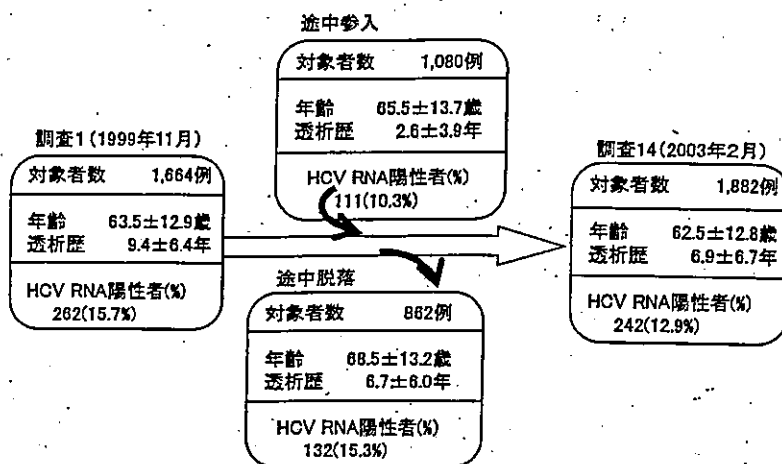 途中参入
対象者数 1,080例
年齢 65.5±13.7歳
透析歴 2.6±3.9年
HCV RNA陽性者(%)
111(10.3%)
調査1(1999年11月)
対象者数 1,664例
年齢 63.5±12.9歳
透析歴 9.4±6.4年
HCV RNA陽性者(%)
262(15.7%)
調査14(2003年2月)
対象者数 1,882例
年齢 62.5±12.8歳
透析歴 6.9±6.7年
HCV RNA陽性者(%)
242(12.9%)
途中脱落
対象者数 862例
年齢 68.5±13.2歳
透析歴 6.7±6.0年
HCV RNA陽性者(%)
132(15.3%)